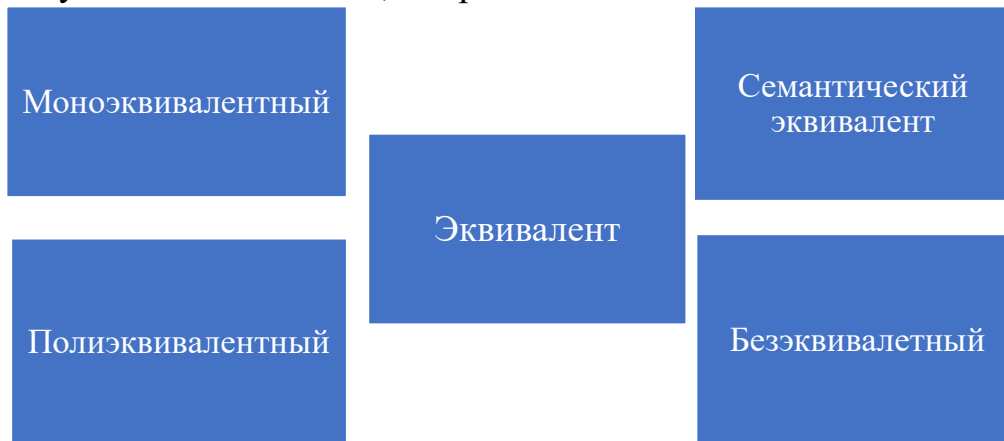 Моноэквивалентный
Семантический
эквивалент
Эквивалент
Полиэквивалентный
Безэквивалетный